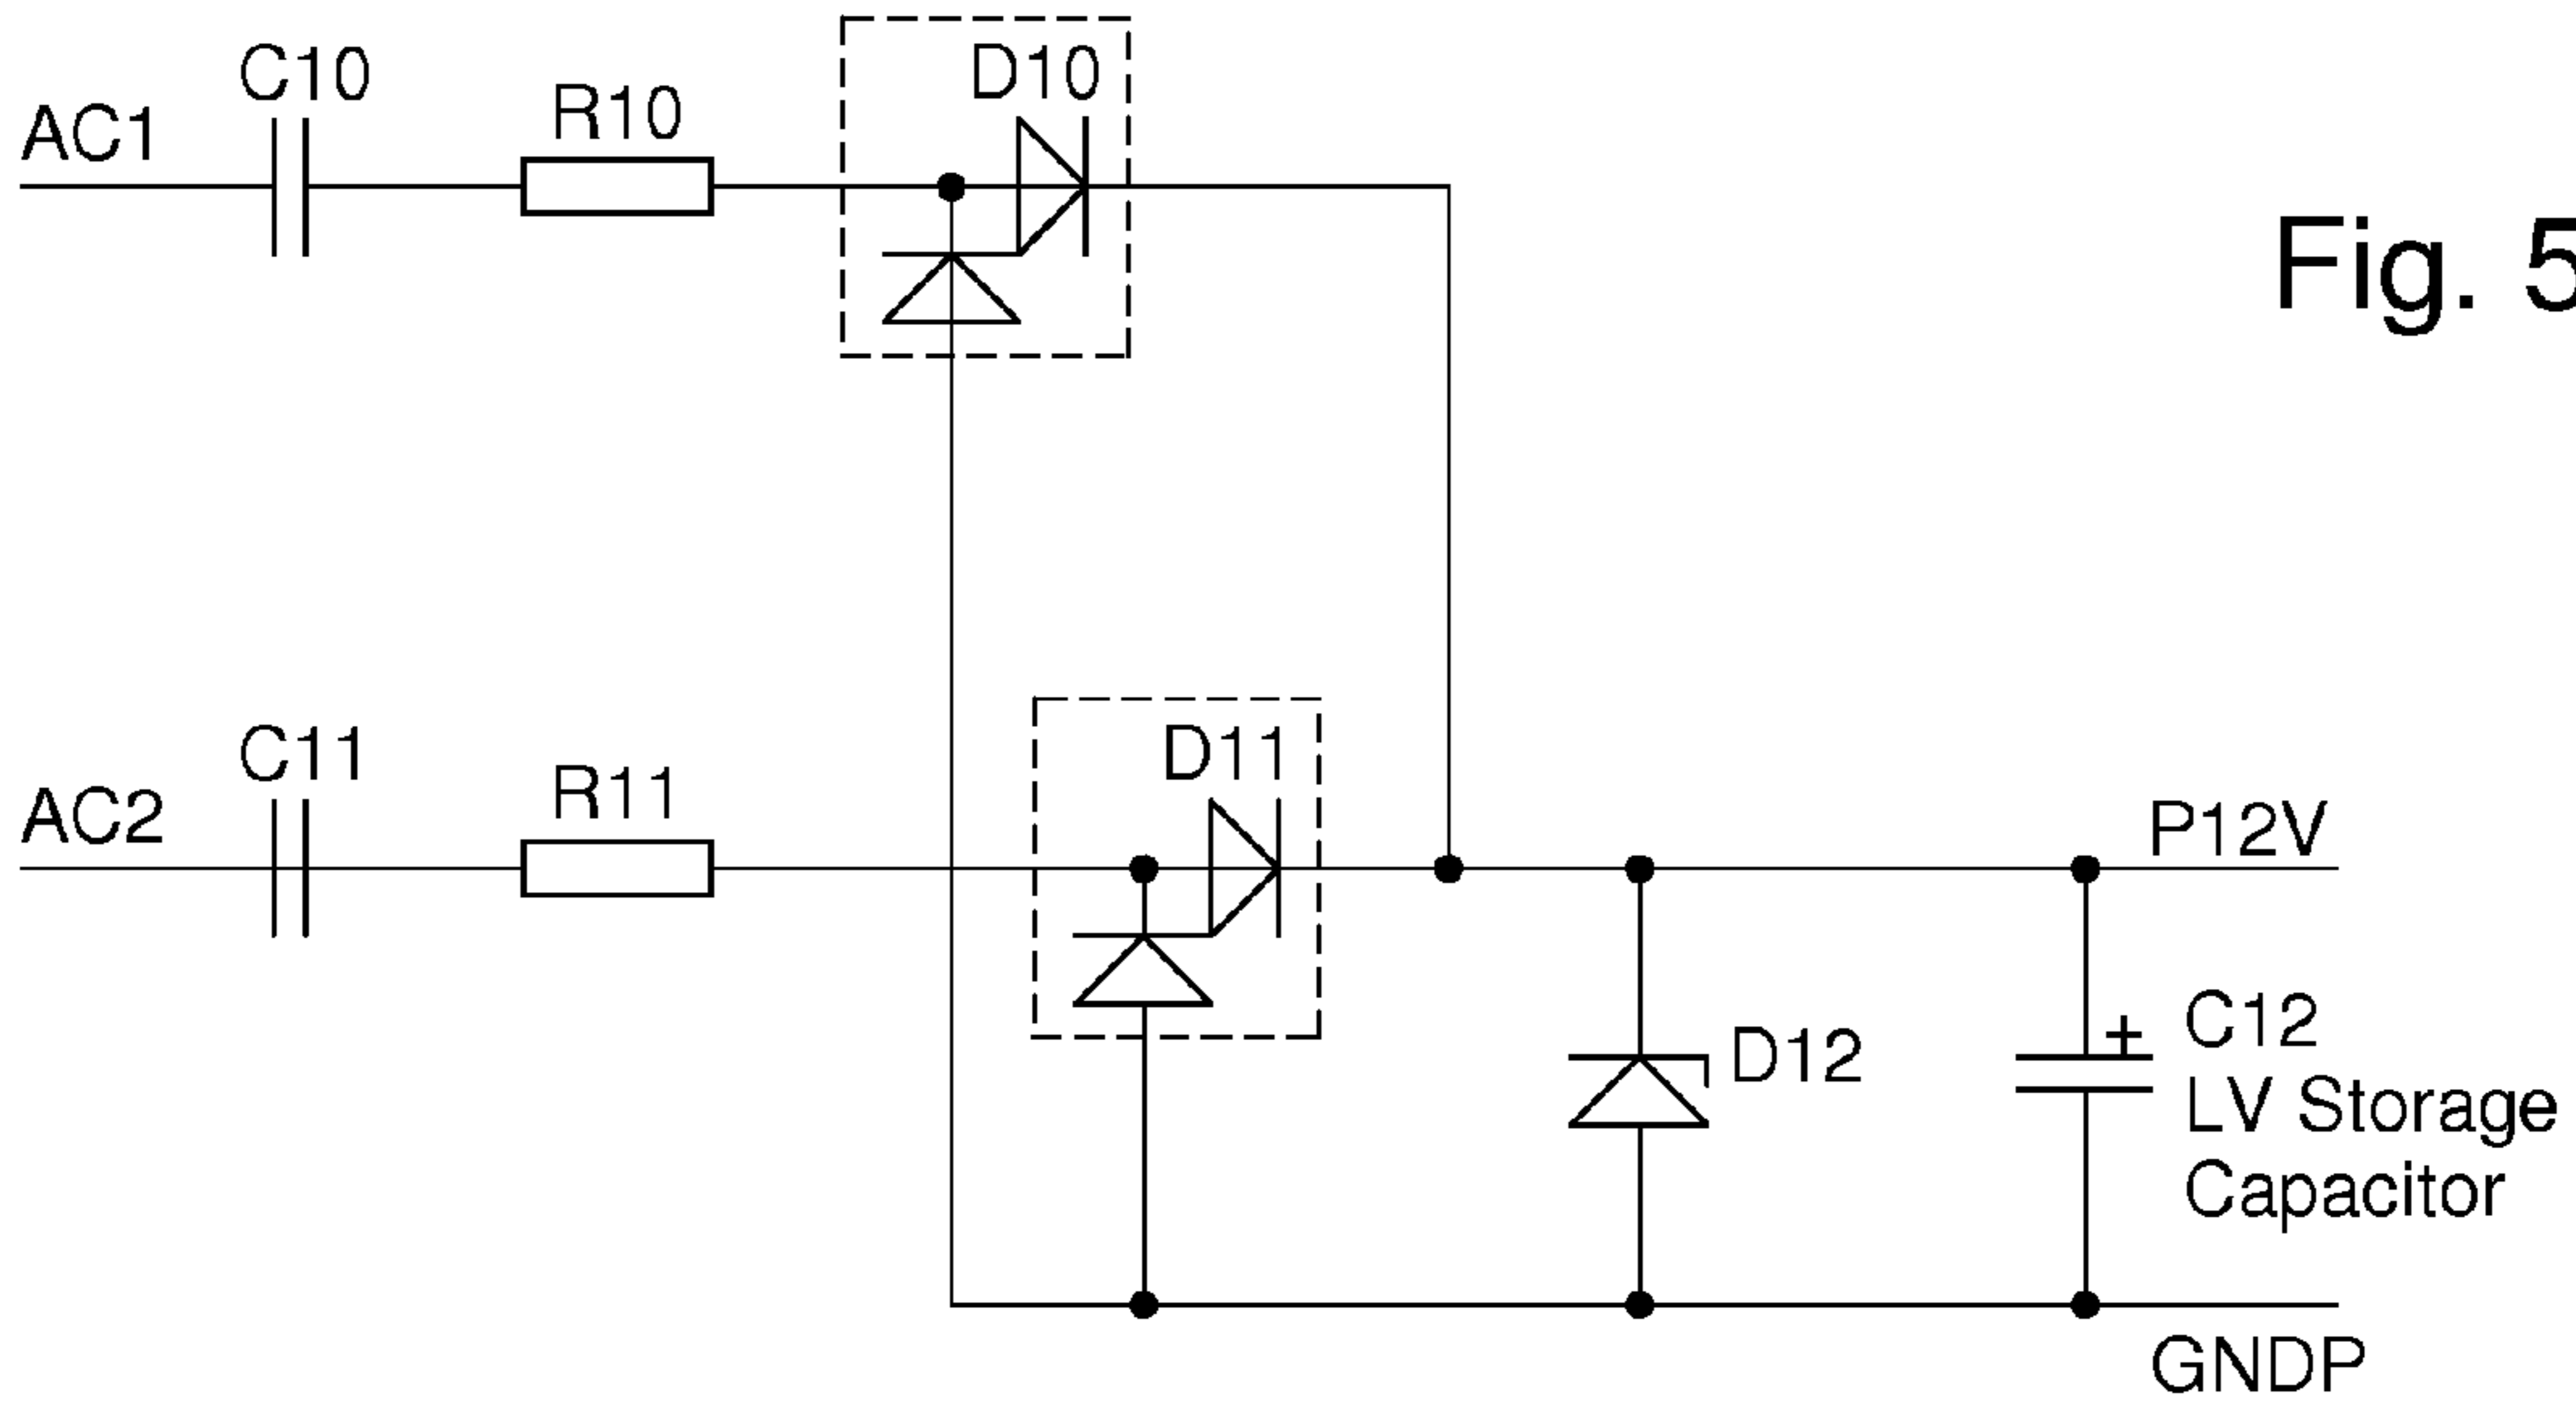 C10
D10
AC1
R10
Fig. 5
C11
D11
AC2
R11
P12V
+
C12
D12
LV Storage
Capacitor
GNDP